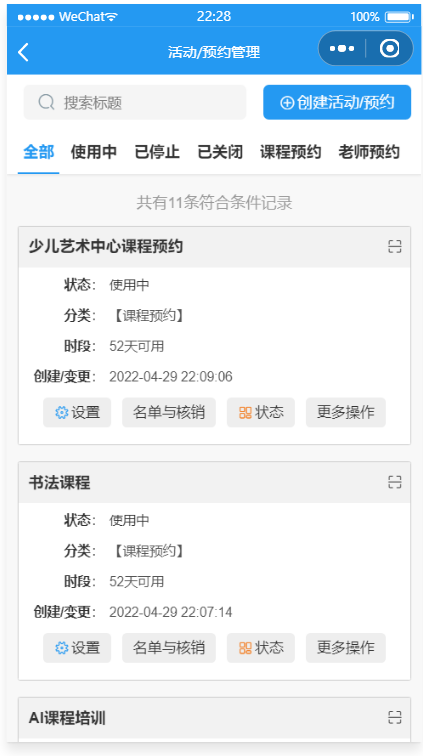 WeChat 22:28 100%
活动/预约管理
搜索标题 创建活动/预约
全部 使用中 已停止 已关闭 课程预约 老师预约
共有11条符合条件记录
少儿艺术中心课程预约
状态: 使用中
分类: 【课程预约】
时段: 52天可用
创建/变更: 2022-04-29 22:09:06
设置 名单与核销 状态 更多操作
书法课程
状态: 使用中
分类: 【课程预约】
时段: 52天可用
创建/变更: 2022-04-29 22:07:14
设置 名单与核销 状态 更多操作
AI课程培训